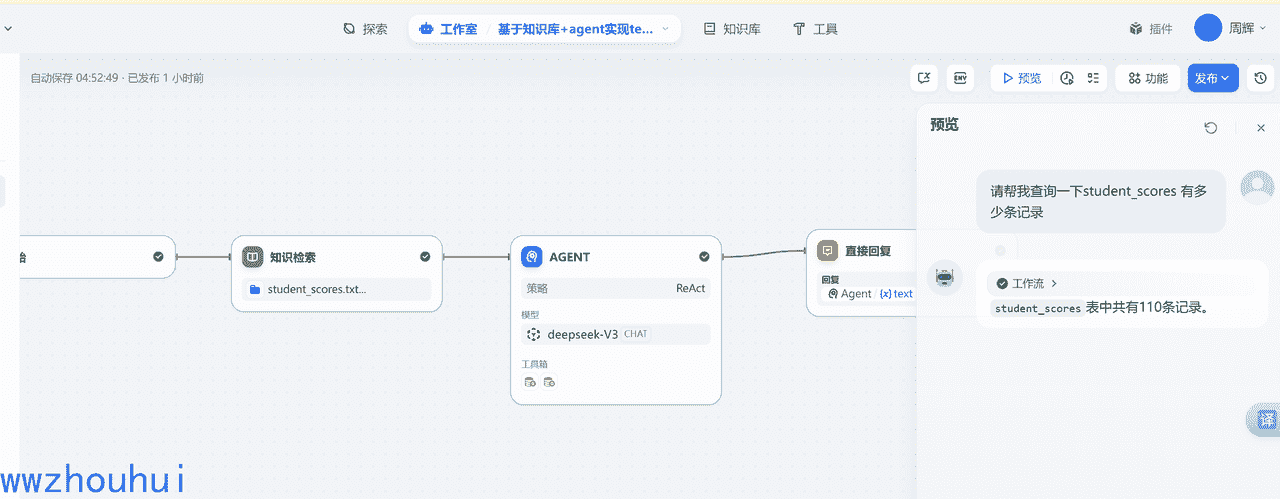 探索
工作室 / 基于知识库+agent实现te...
知识库
工具
插件
周辉
自动保存 04:52:49 · 已发布 1 小时前
ENV
预览
功能
发布
预览
请帮我查询一下student_scores 有多
少条记录
工作流
student_scores 表中共有110条记录。
知识检索
student_scores.txt...
AGENT
策略 ReAct
模型
deepseek-V3 CHAT
工具箱
直接回复
回复
Agent / {x} text
译
wwzhouhui